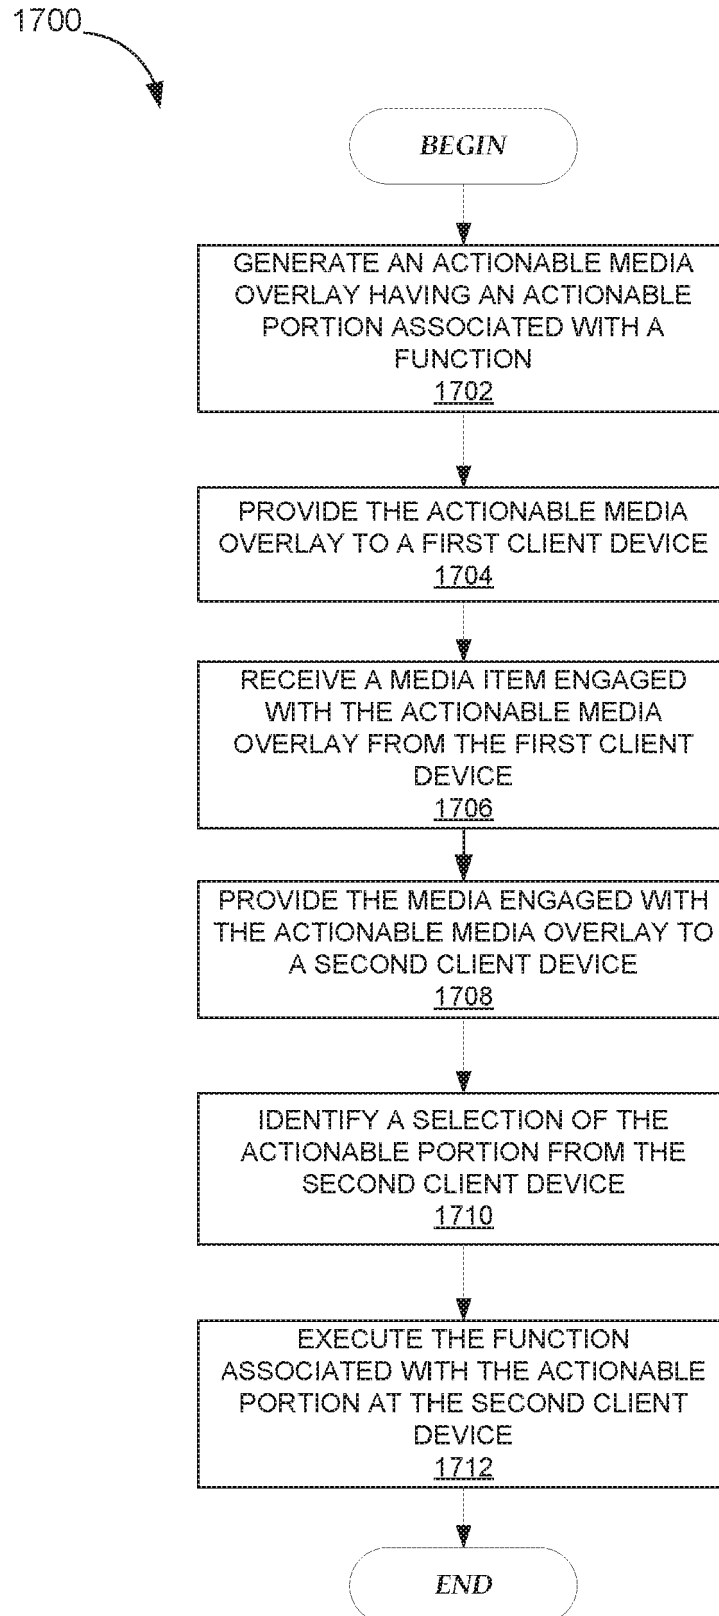 1700
BEGIN
GENERATE AN ACTIONABLE MEDIA
OVERLAY HAVING AN ACTIONABLE
PORTION ASSOCIATED WITH A
FUNCTION
1702
PROVIDE THE ACTIONABLE MEDIA
OVERLAY TO A FIRST CLIENT DEVICE
1704
RECEIVE A MEDIA ITEM ENGAGED
WITH THE ACTIONABLE MEDIA
OVERLAY FROM THE FIRST CLIENT
DEVICE
1706
PROVIDE THE MEDIA ENGAGED WITH
THE ACTIONABLE MEDIA OVERLAY TO
A SECOND CLIENT DEVICE
1708
IDENTIFY A SELECTION OF THE
ACTIONABLE PORTION FROM THE
SECOND CLIENT DEVICE
1710
EXECUTE THE FUNCTION
ASSOCIATED WITH THE ACTIONABLE
PORTION AT THE SECOND CLIENT
DEVICE
1712
END